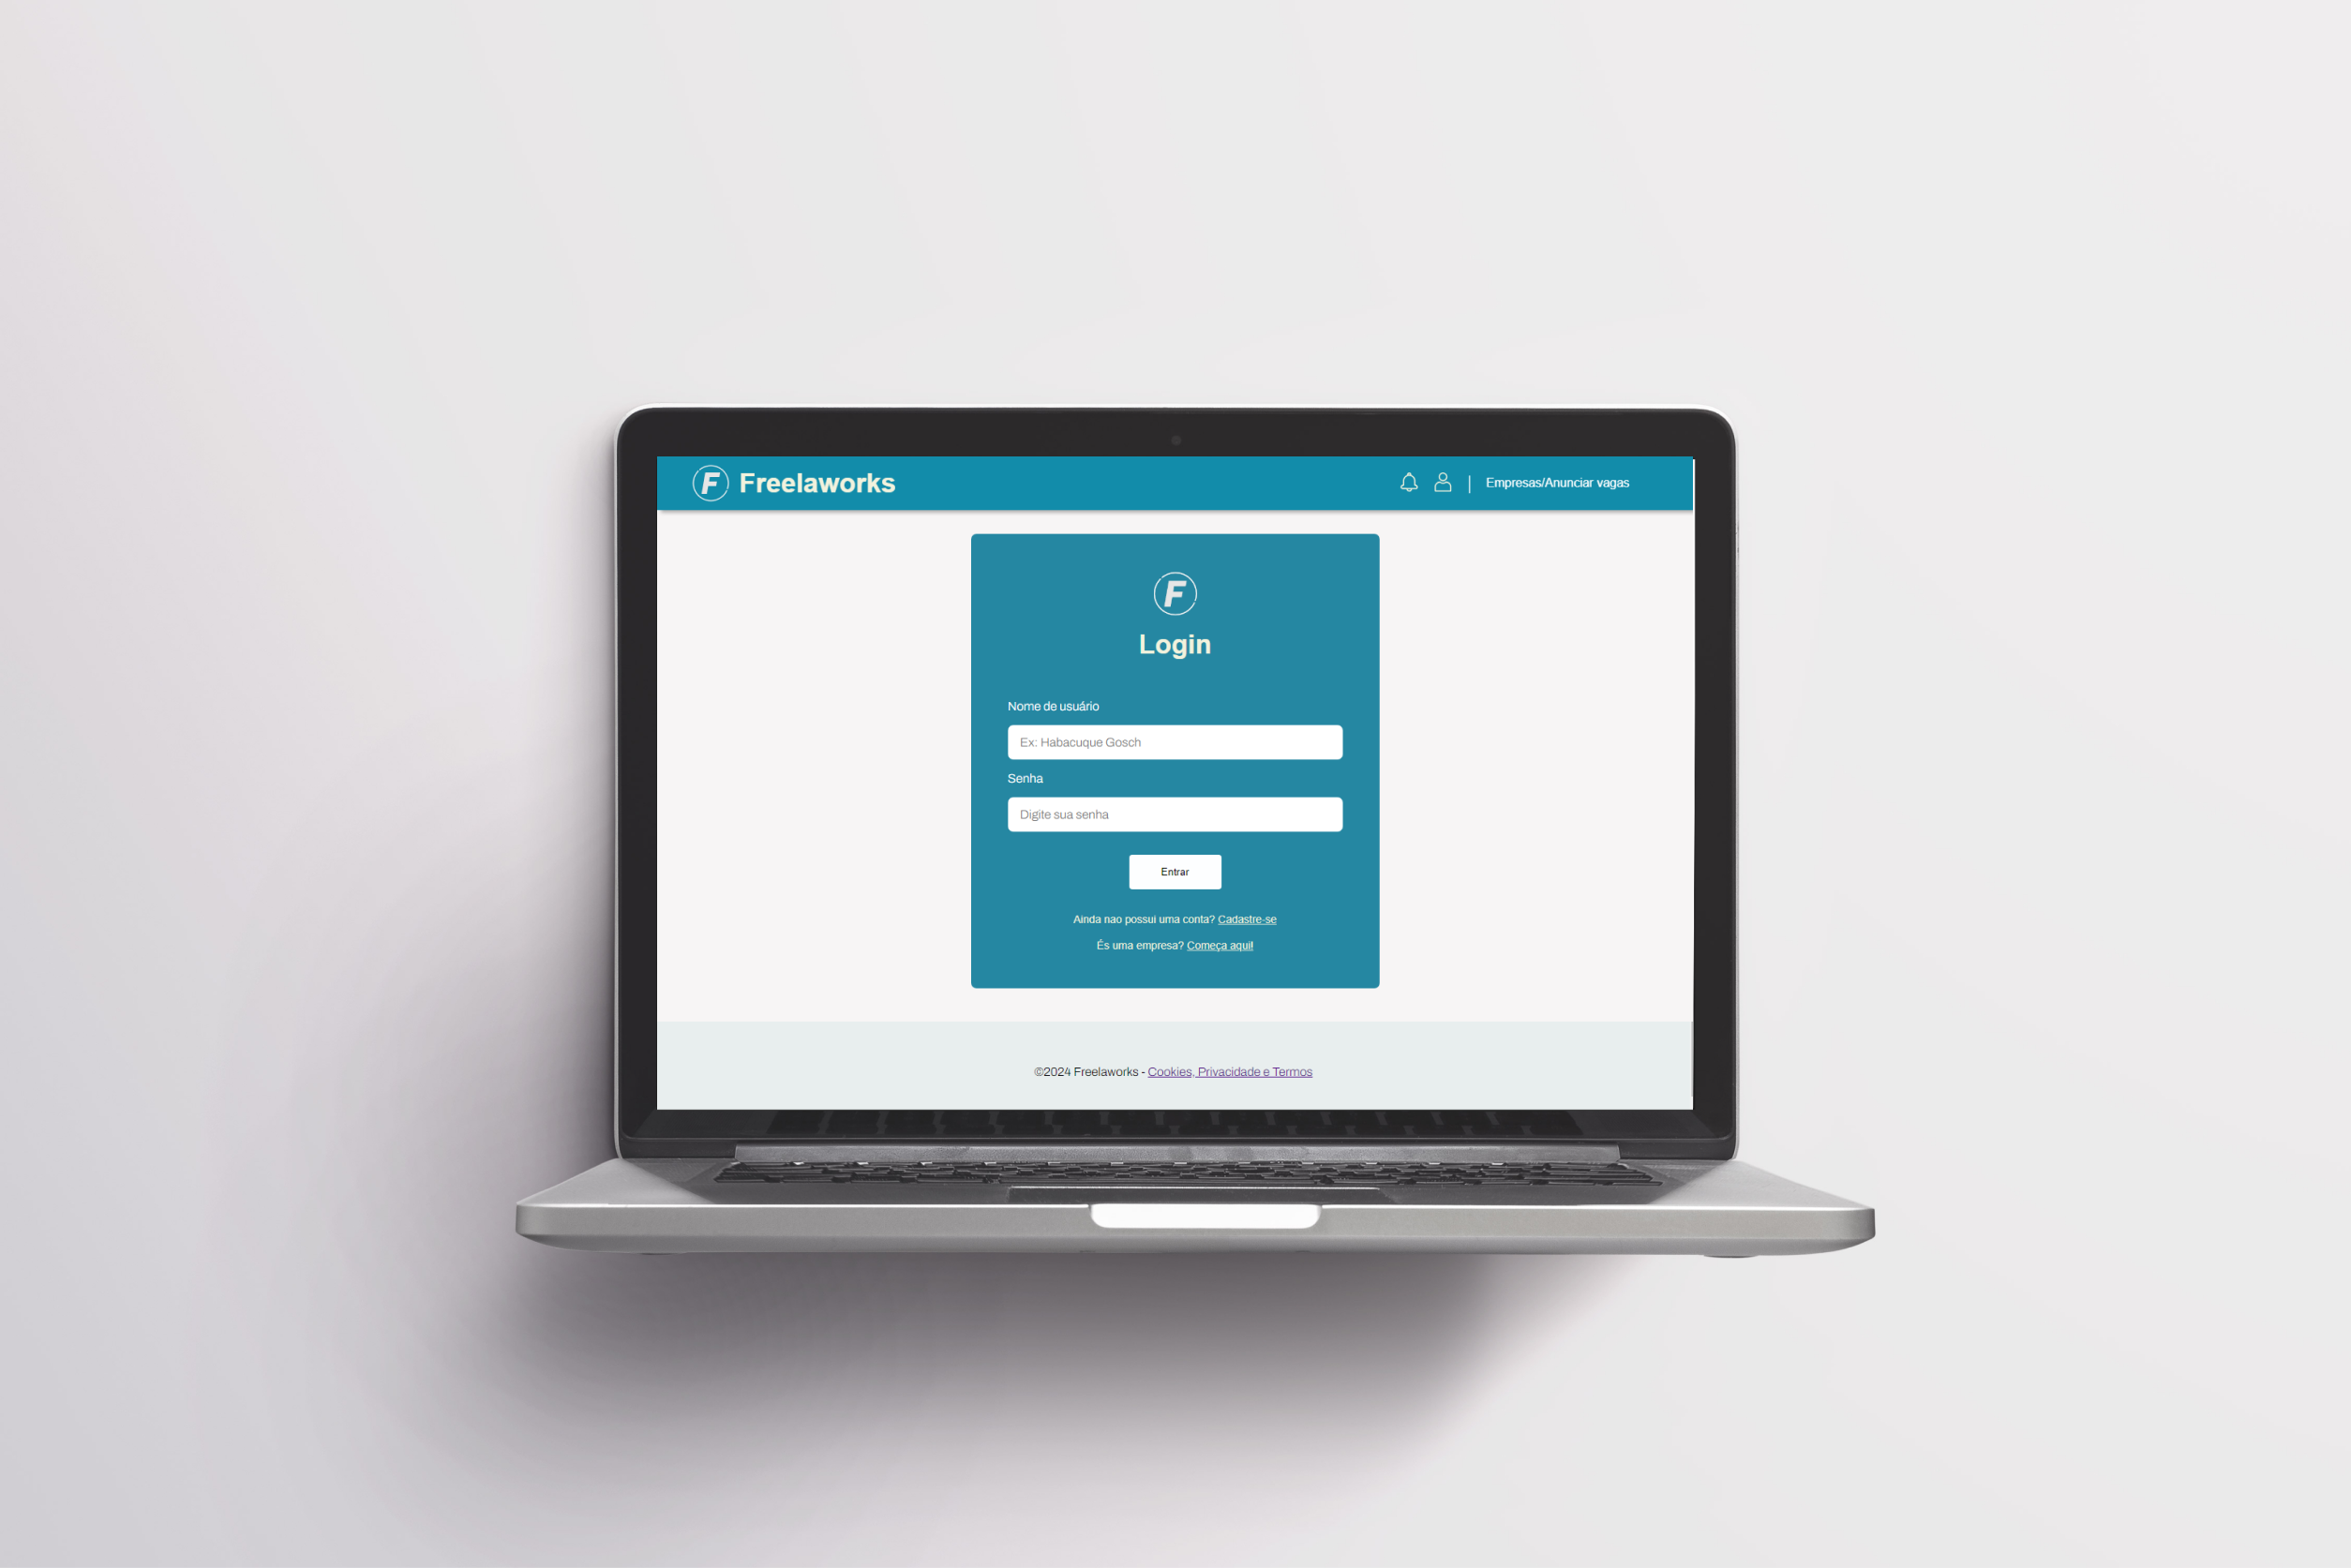 F Freelaworks
Empresas/Anunciar vagas
F
Login
Nome de usuário
Ex: Habacuque Gosch
Senha
Digite sua senha
Entrar
Ainda nao possui uma conta? Cadastre-se
És uma empresa? Começa aqui!
©2024 Freelaworks - Cookies, Privacidade e Termos